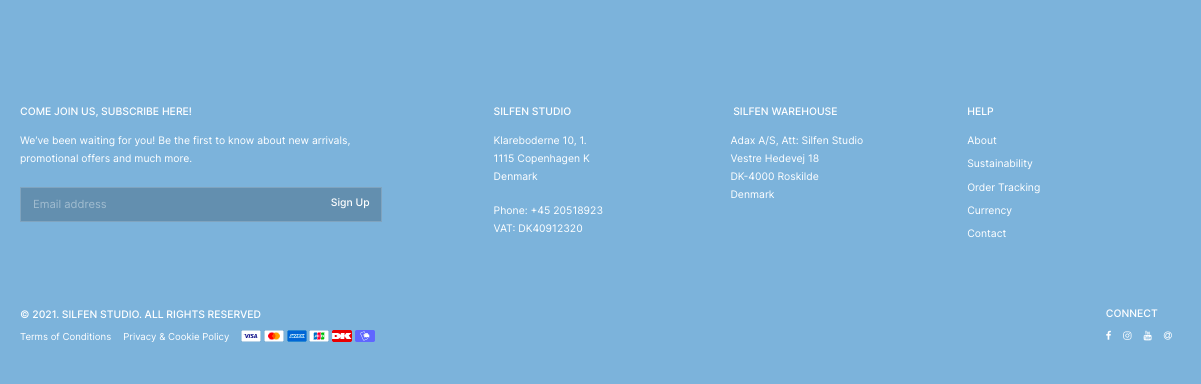 COME JOIN US, SUBSCRIBE HERE!
We've been waiting for you! Be the first to know about new arrivals,
promotional offers and much more.
Email address
Sign Up
SILFEN STUDIO
Klareboderne 10, 1.
1115 Copenhagen K
Denmark
Phone: +45 20518923
VAT: DK40912320
SILFEN WAREHOUSE
Adax A/S, Att: Silfen Studio
Vestre Hedevej 18
DK-4000 Roskilde
Denmark
HELP
About
Sustainability
Order Tracking
Currency
Contact
© 2021. SILFEN STUDIO. ALL RIGHTS RESERVED
Terms of Conditions
Privacy & Cookie Policy
VISA
JCB
DK
CONNECT